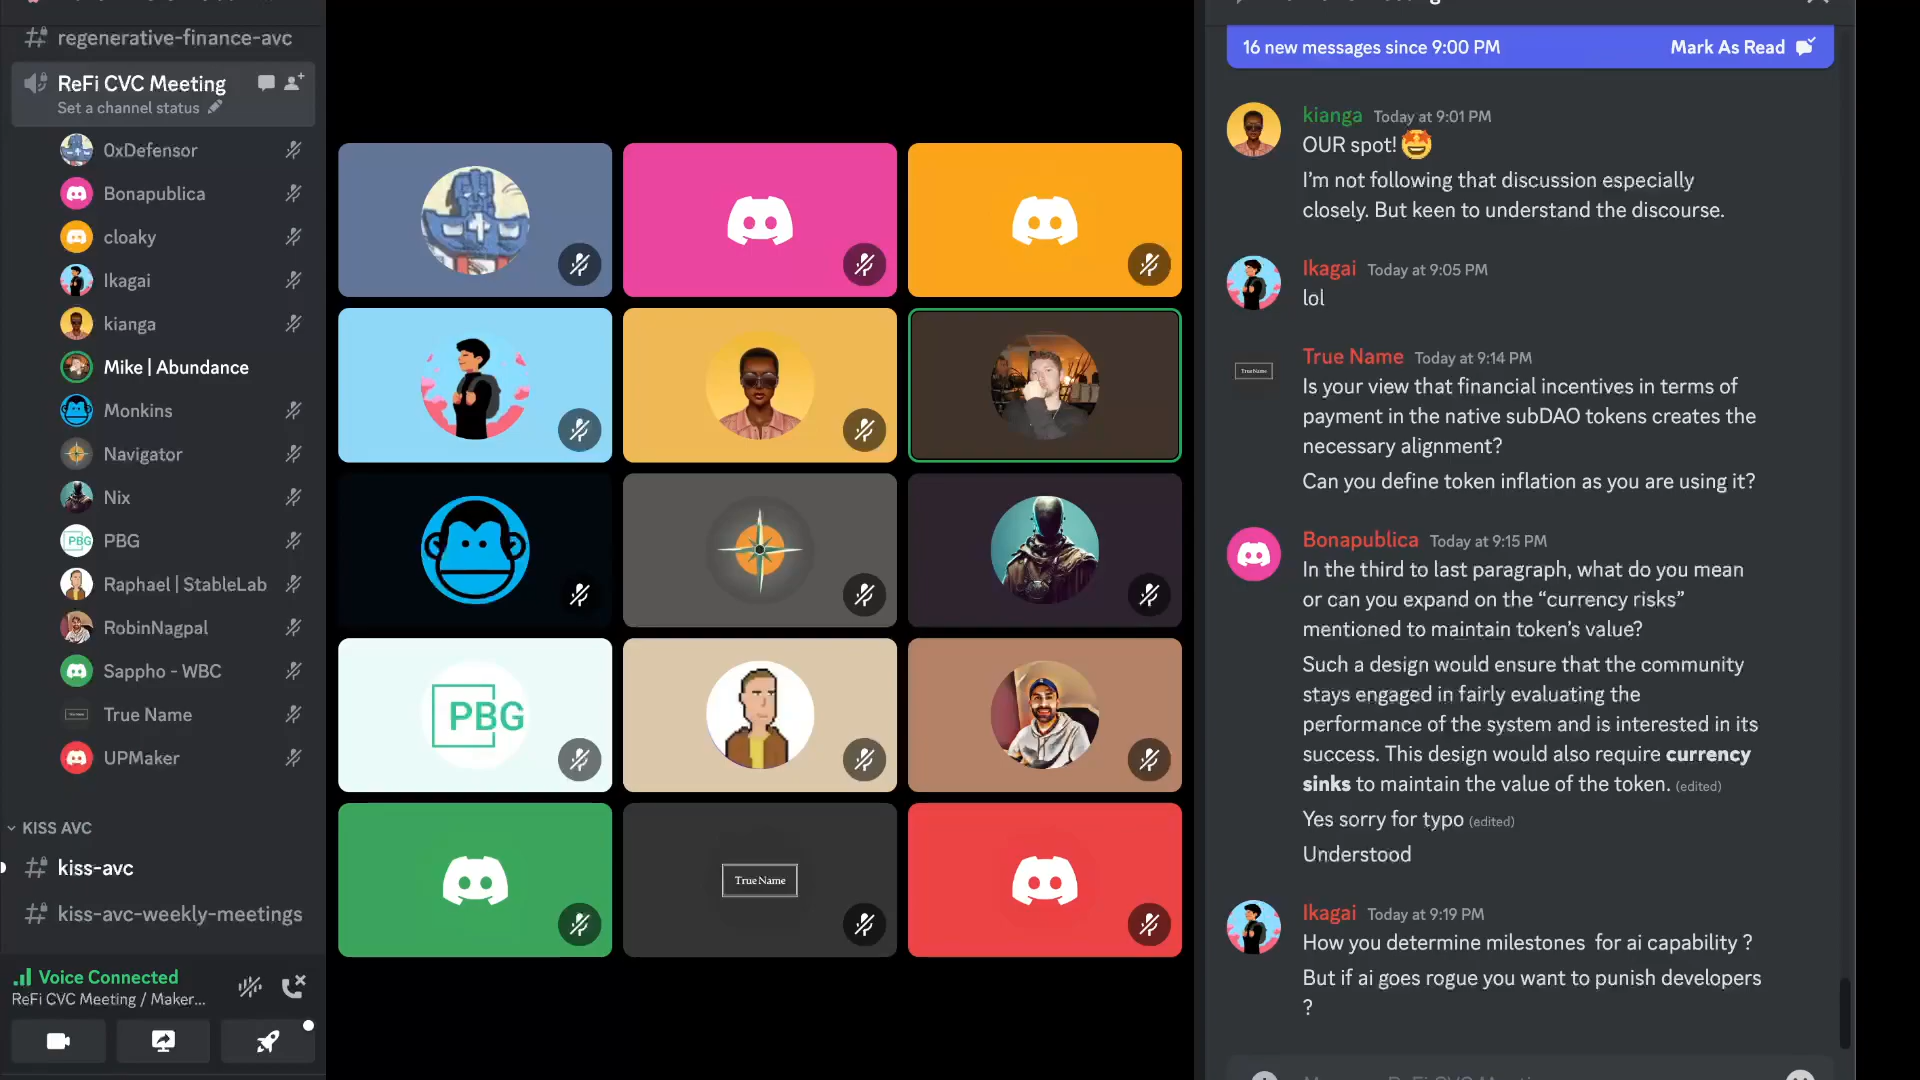 regenerative-finance-avc
ReFi CVC Meeting
Set a channel status
0xDefensor
Bonapublica
cloaky
Ikagai
kianga
Mike | Abundance
Monkins
Navigator
Nix
PBG
PBG
Raphael | StableLab
RobinNagpal
Sappho - WBC
True Name
UPMaker
KISS AVC
kiss-avc
kiss-avc-weekly-meetings
Voice Connected
ReFi CVC Meeting / Maker...
PBG
True Name
16 new messages since 9:00 PM
Mark As Read
kianga Today at 9:01 PM
OUR spot!
I'm not following that discussion especially
closely. But keen to understand the discourse.
Ikagai Today at 9:05 PM
lol
True Name Today at 9:14 PM
True Name
Is your view that financial incentives in terms of
payment in the native subDAO tokens creates the
necessary alignment?
Can you define token inflation as you are using it?
Bonapublica Today at 9:15 PM
In the third to last paragraph, what do you mean
or can you expand on the “currency risks”
mentioned to maintain token’s value?
Such a design would ensure that the community
stays engaged in fairly evaluating the
performance of the system and is interested in its
success. This design would also require currency
sinks to maintain the value of the token. (edited)
Yes sorry for typo (edited)
Understood
Ikagai Today at 9:19 PM
How you determine milestones for ai capability ?
But if ai goes rogue you want to punish developers
?